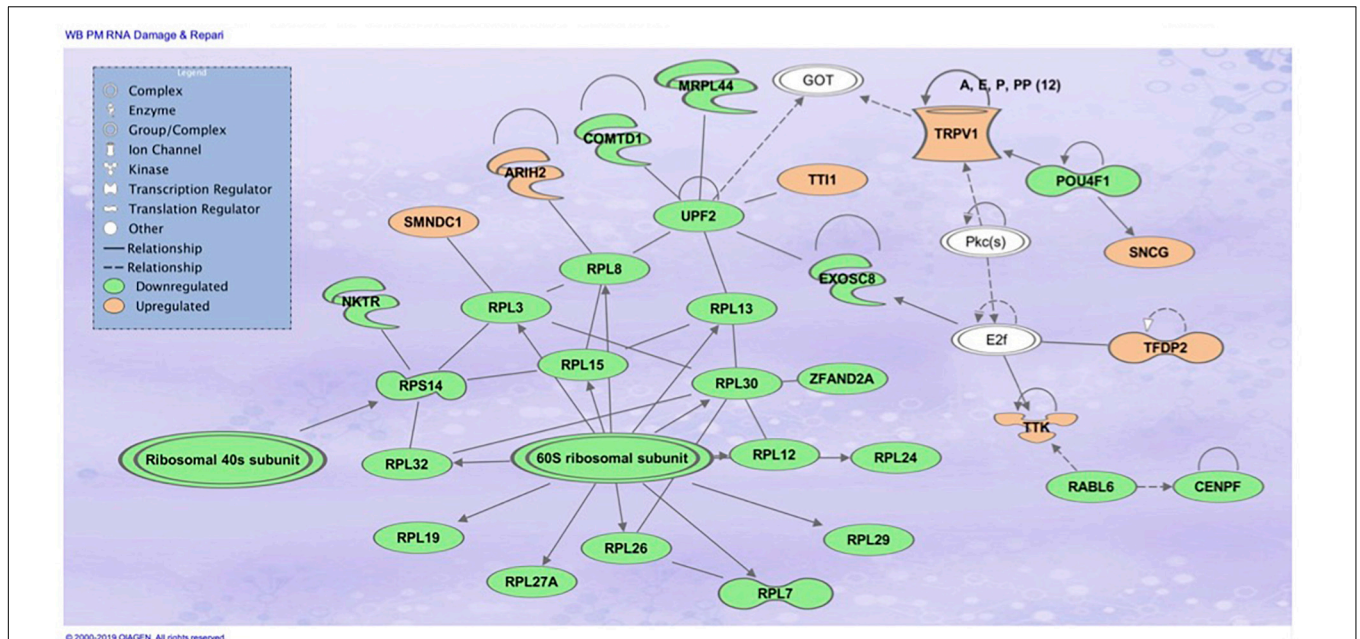 WB PM RNA Damage & Repari
Legend
Complex
Enzyme
Group/Complex
Ion Channel
Kinase
Transcription Regulator
Translation Regulator
Other
Relationship
Relationship
Downregulated
Upregulated
MRPL44
GOT
A, E, P, PP (12)
COMTD1
TRPV1
ARIH2
TTI1
POU4F1
SMNDC1
UPF2
Pkc(s)
SNCG
RPL8
EXOSC8
NKTR
RPL3
RPL13
E2f
TFDP2
RPL15
RPS14
RPL30
ZFAND2A
TTK
Ribosomal 40s subunit
RPL32
60S ribosomal subunit
RPL12
RPL24
RABL6
CENPF
RPL19
RPL26
RPL29
RPL27A
RPL7
© 2000-2019 QIAGEN. All rights reserved.